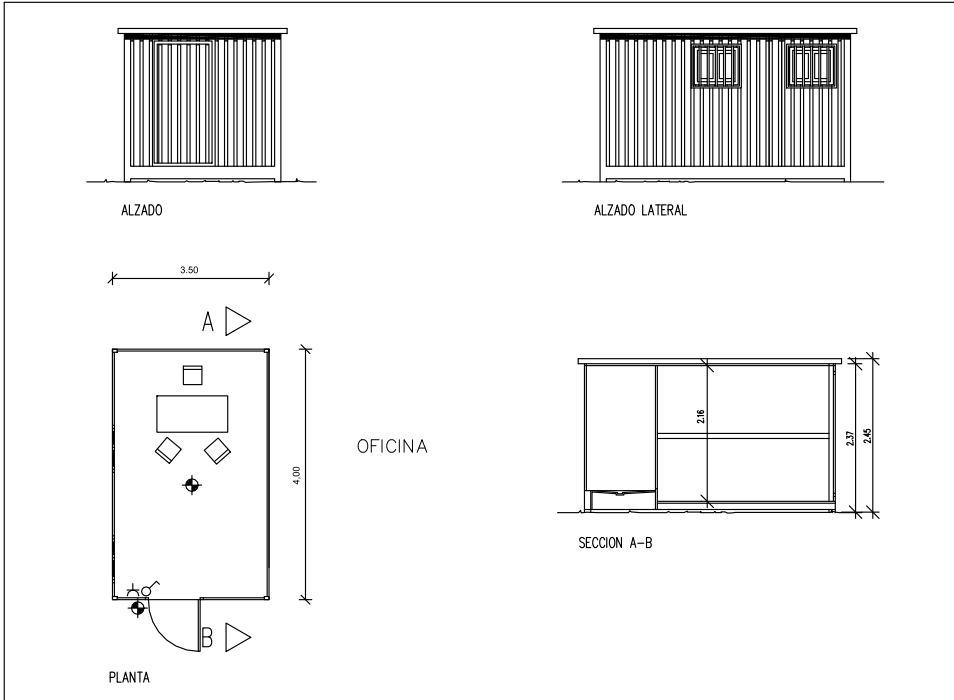 ALZADO
ALZADO LATERAL
3.50
A
OFICINA
4.00
B
PLANTA
2.16
2.37
2.45
SECCION A-B